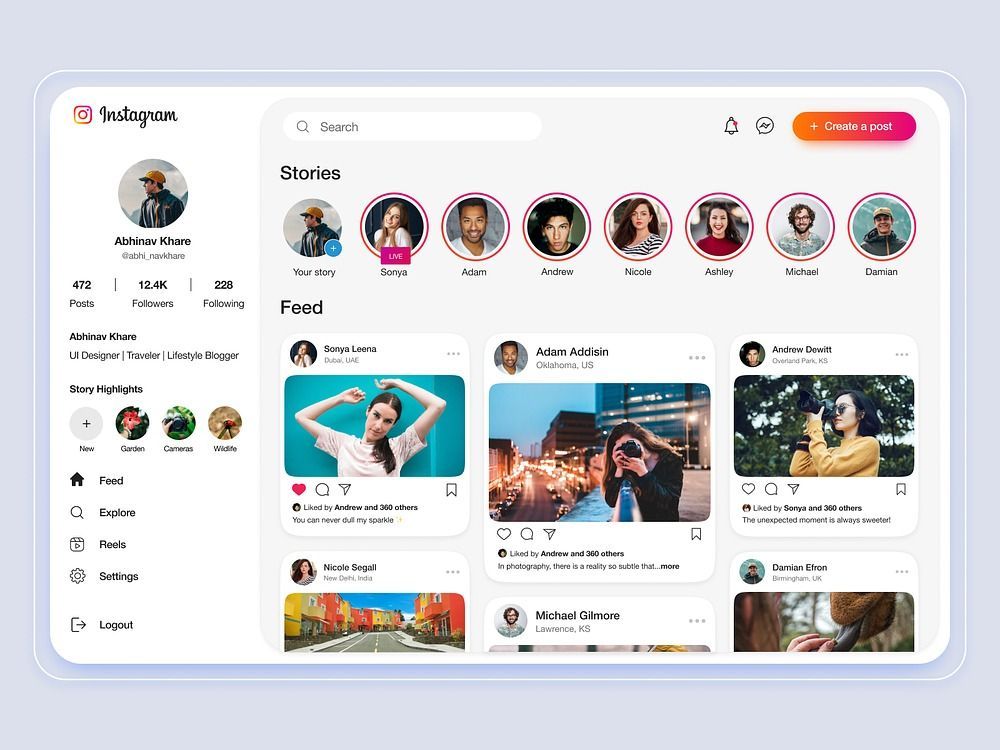 Instagram
Search
+ Create a post
Abhinav Khare
@abhi_navkhare
472 | 12.4K | 228
Posts Followers Following
Abhinav Khare
UI Designer | Traveler | Lifestyle Blogger
Story Highlights
New Garden Cameras Wildlife
Feed
Explore
Reels
Settings
Logout
Stories
LIVE
Your story Sonya Adam Andrew Nicole Ashley Michael Damian
Feed
Sonya Leena
Dubai, UAE
Liked by Andrew and 360 others
You can never dull my sparkle ✨
Nicole Segall
New Delhi, India
Adam Addisin
Oklahoma, US
Liked by Andrew and 360 others
In photography, there is a reality so subtle that...more
Michael Gilmore
Lawrence, KS
Andrew Dewitt
Overland Park, KS
Liked by Sonya and 360 others
The unexpected moment is always sweeter!
Damian Efron
Birmingham, UK